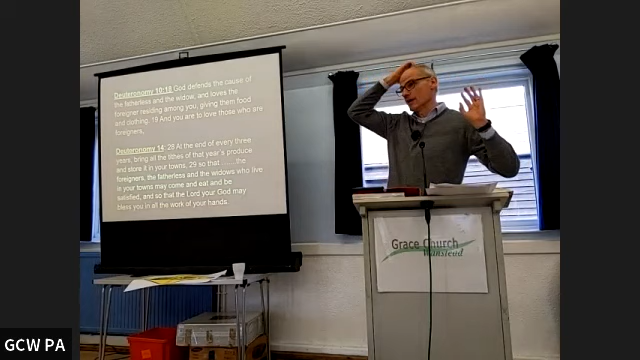 Deuteronomy 10:18 God defends the cause of
the fatherless and the widow, and loves the
foreigner residing among you, giving them food
and clothing. 19 And you are to love those who are
foreigners,
Deuteronomy 14: 28 At the end of every three
years, bring all the tithes of that year's produce
and store it in your towns, 29 so that .......the
foreigners, the fatherless and the widows who live
in your towns may come and eat and be
satisfied, and so that the Lord your God may
bless you in all the work of your hands.
Grace Church
Wanstead
GCW PA